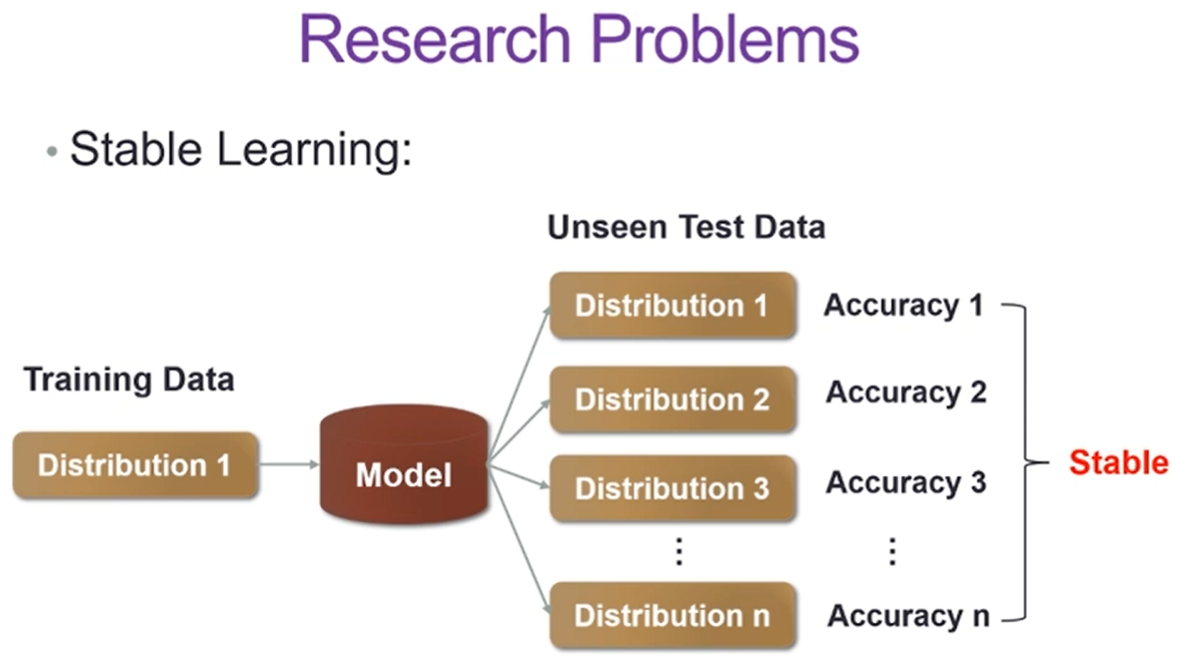 Research Problems
• Stable Learning:
Unseen Test Data
Distribution 1 Accuracy 1
Training Data
Distribution 2 Accuracy 2
Distribution 1 Model Distribution 3 Accuracy 3 Stable
⋮ ⋮
Distribution n Accuracy n